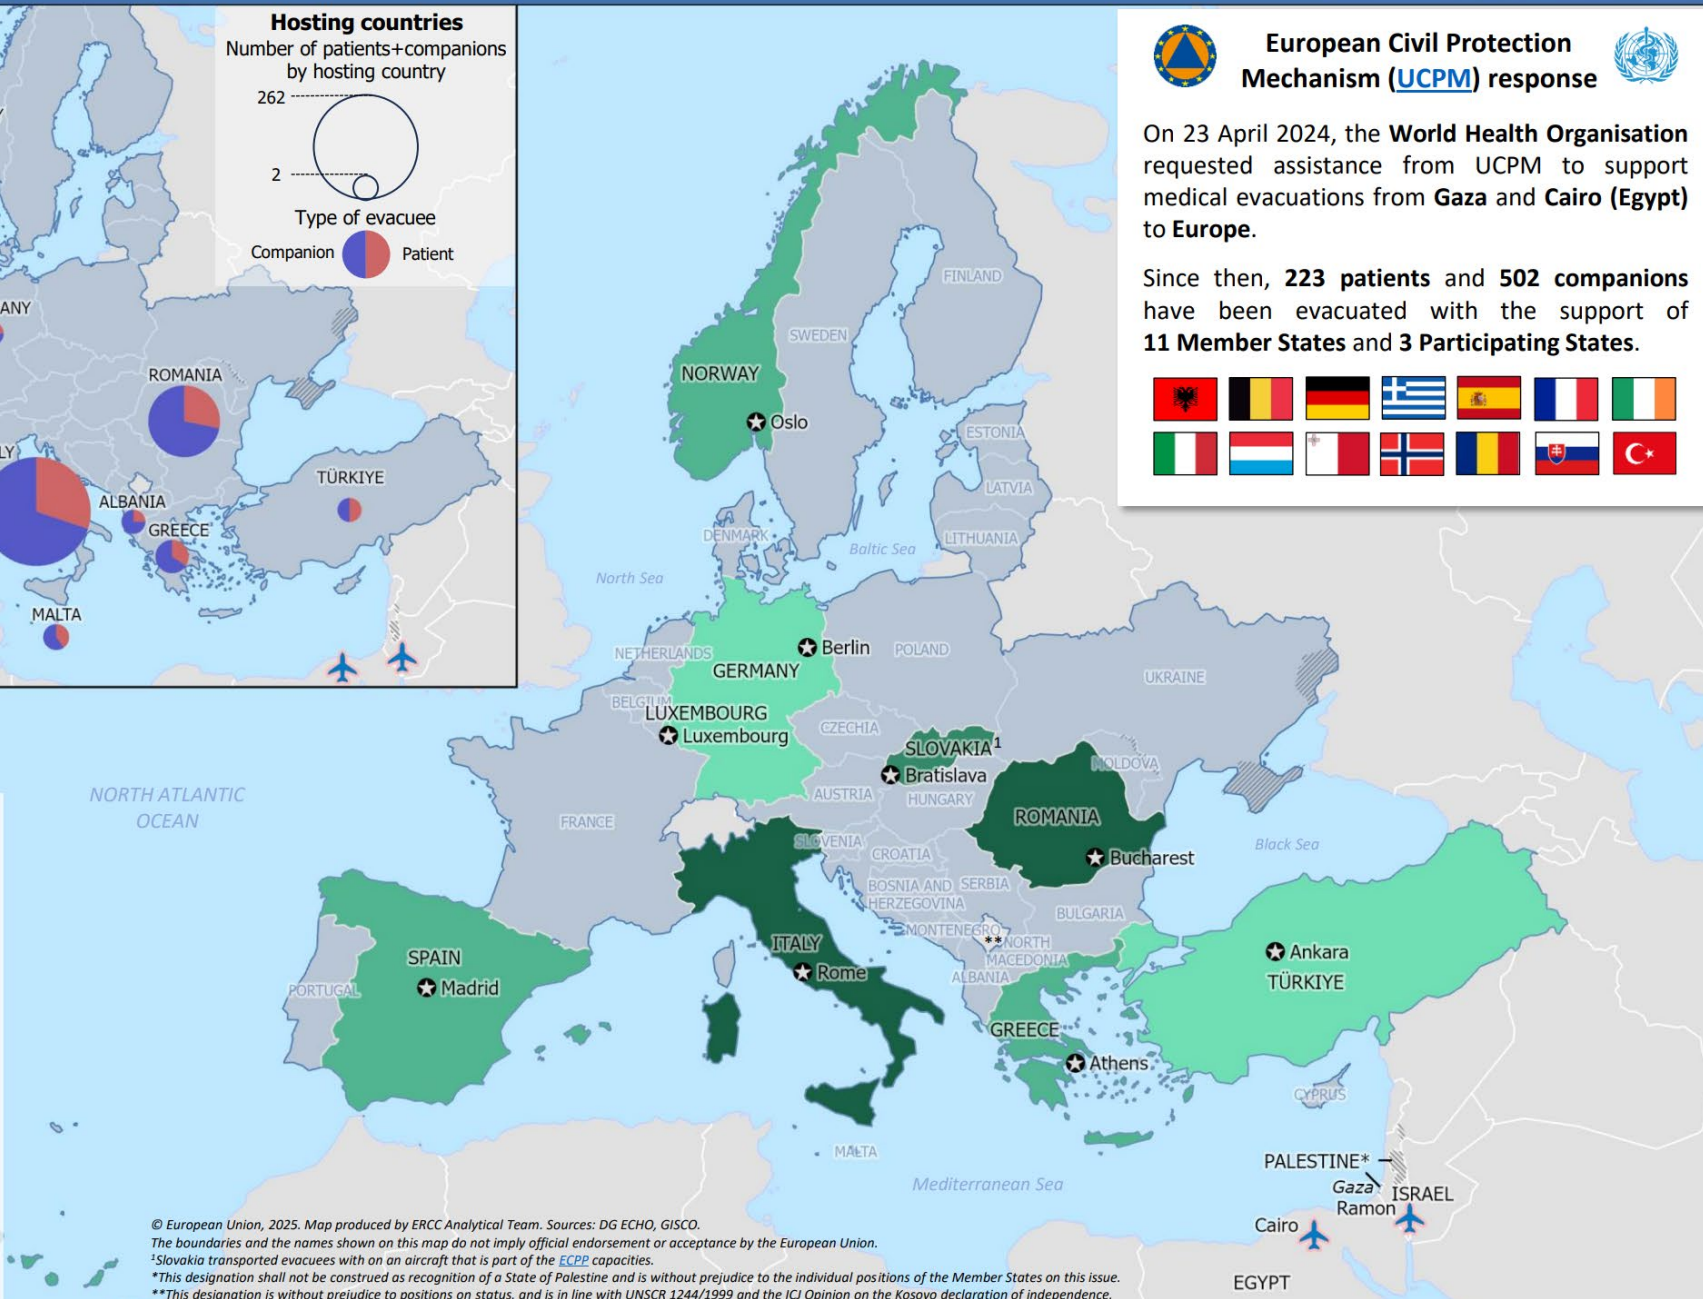 Hosting countries
Number of patients+companions
by hosting country
262
2
Type of evacuee
Companion
Patient
ANY
ROMANIA
LY
TÜRKIYE
ALBANIA
GREECE
MALTA
European Civil Protection
Mechanism (UCPM) response
On 23 April 2024, the World Health Organisation
requested assistance from UCPM to support
medical evacuations from Gaza and Cairo (Egypt)
to Europe.
Since then, 223 patients and 502 companions
have been evacuated with the support of
11 Member States and 3 Participating States.
FINLAND
SWEDEN
NORWAY
Oslo
ESTONIA
LATVIA
DENMARK
LITHUANIA
Baltic Sea
North Sea
Berlin
POLAND
NETHERLANDS
GERMANY
UKRAINE
BELGIUM
LUXEMBOURG
Luxembourg
CZECHIA
SLOVAKIA¹
Bratislava
MOLDOVA
AUSTRIA
HUNGARY
NORTH ATLANTIC
OCEAN
FRANCE
ROMANIA
SLOVENIA
CROATIA
Bucharest
Black Sea
BOSNIA AND
HERZEGOVINA
SERBIA
BULGARIA
MONTENEGRO
**
NORTH
MACEDONIA
ITALY
Rome
SPAIN
Madrid
PORTUGAL
ALBANIA
Ankara
TÜRKIYE
GREECE
Athens
CYPRUS
MALTA
Mediterranean Sea
PALESTINE*
Gaza
ISRAEL
Ramon
Cairo
EGYPT
© European Union, 2025. Map produced by ERCC Analytical Team. Sources: DG ECHO, GISCO.
The boundaries and the names shown on this map do not imply official endorsement or acceptance by the European Union.
¹Slovakia transported evacuees with on an aircraft that is part of the ECPP capacities.
*This designation shall not be construed as recognition of a State of Palestine and is without prejudice to the individual positions of the Member States on this issue.
**This designation is without prejudice to positions on status, and is in line with UNSCR 1244/1999 and the ICJ Opinion on the Kosovo declaration of independence.